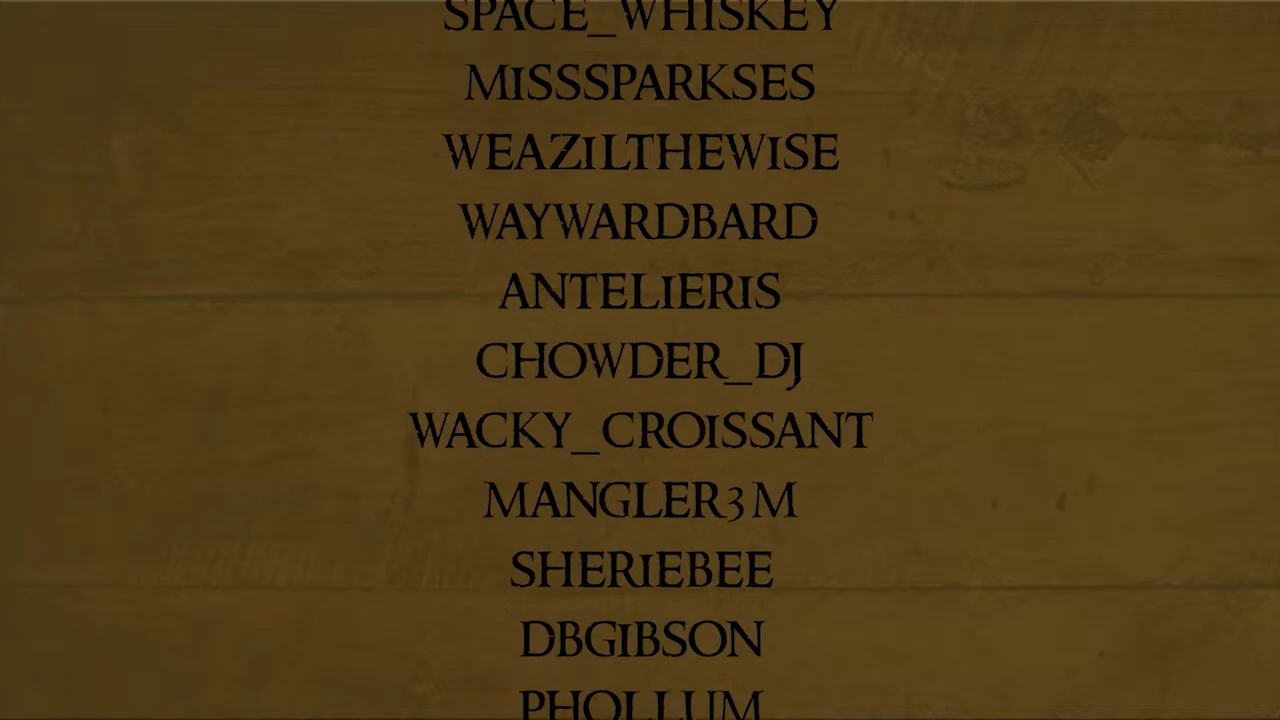 SPACE_WHISKEY
MISSSPARKSES
WEAZILTHEWISE
WAYWARDBARD
ANTELIERIS
CHOWDER_DJ
WACKY_CROISSANT
MANGLER3M
SHERIEBEE
DBGIBSON
PHOLLUM